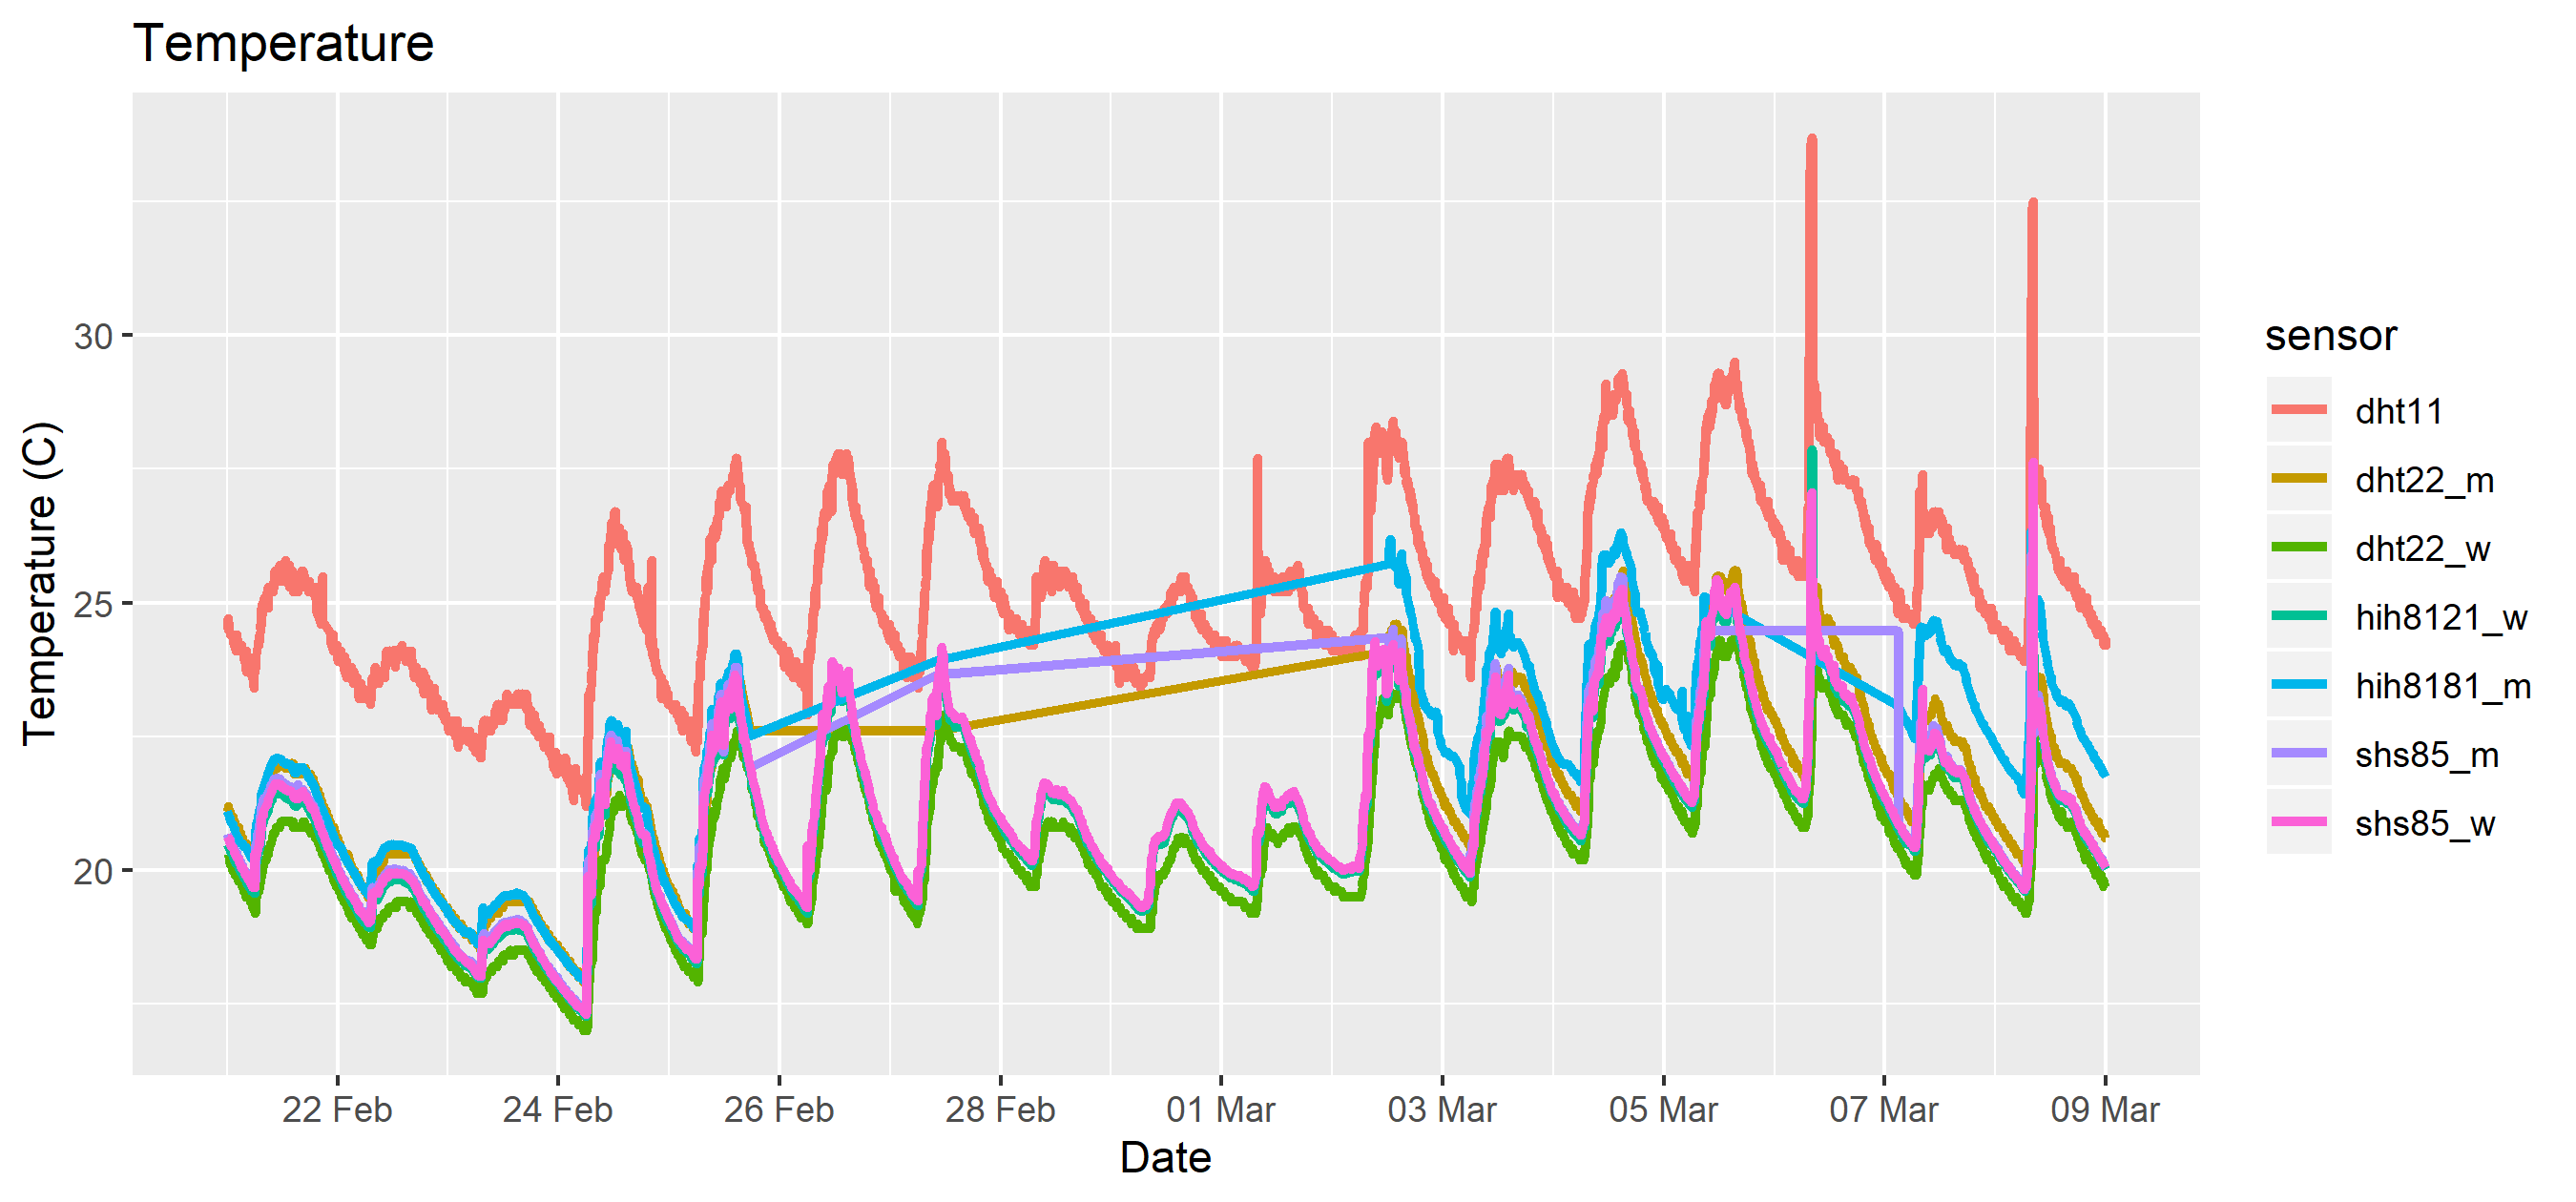 Temperature
Temperature (C)
30
25
20
22 Feb
24 Feb
26 Feb
28 Feb
01 Mar
03 Mar
05 Mar
07 Mar
09 Mar
Date
sensor
dht11
dht22_m
dht22_w
hih8121_w
hih8181_m
shs85_m
shs85_w